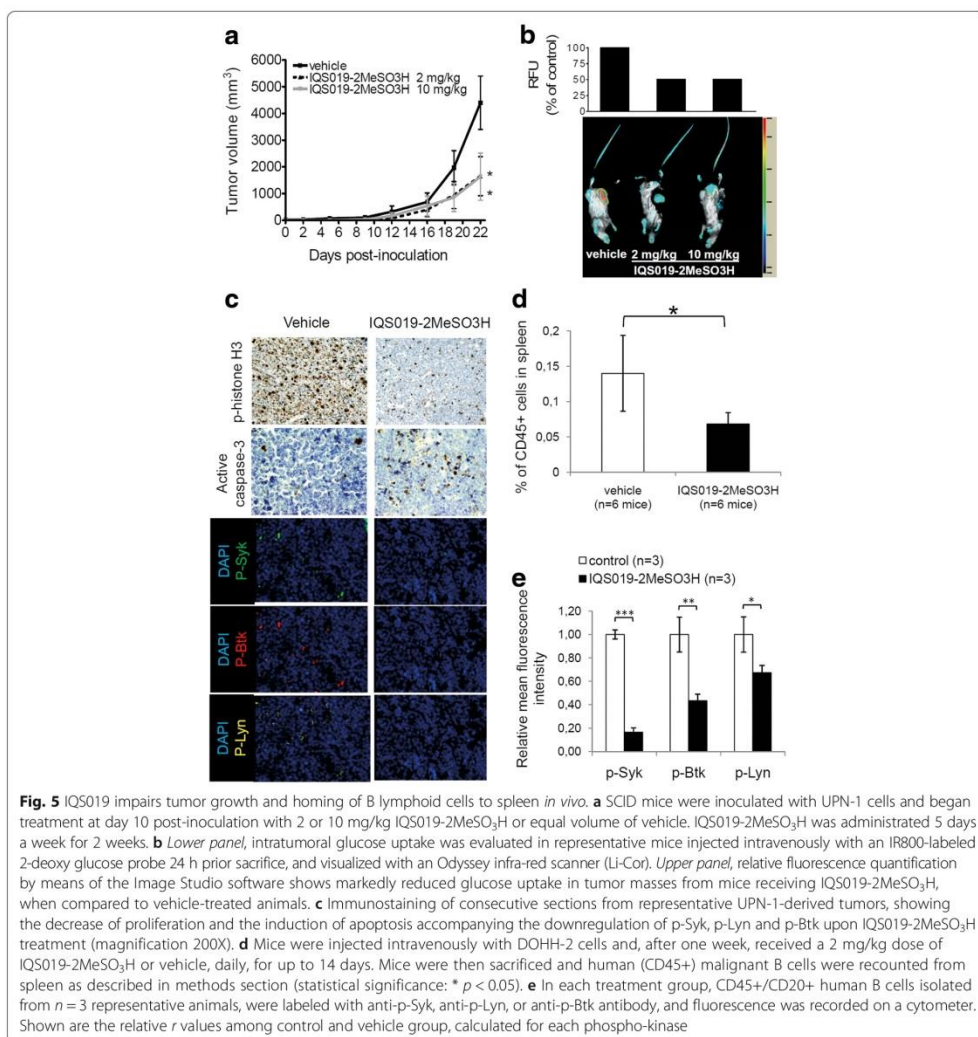 a
vehicle
IQS019-2MeSO3H 2 mg/kg
IQS019-2MeSO3H 10 mg/kg
Tumor volume (mm³)
6000
5000
4000
3000
2000
1000
0
*
*
0 2 4 6 8 10 12 14 16 18 20 22
Days post-inoculation
b
RFU
(% of control)
100
75
50
25
0
vehicle 2 mg/kg 10 mg/kg
IQS019-2MeSO3H
c
Vehicle IQS019-2MeSO3H
p-histone H3
Active
caspase-3
DAPI
P-Syk
DAPI
P-Btk
DAPI
P-Lyn
d
*
% of CD45+ cells in spleen
0,2
0,15
0,1
0,05
0
vehicle IQS019-2MeSO3H
(n=6 mice) (n=6 mice)
e
control (n=3)
IQS019-2MeSO3H (n=3)
Relative mean fluorescence
intensity
1,20
1,00
0,80
0,60
0,40
0,20
0,00
*** ** *
p-Syk p-Btk p-Lyn
Fig. 5 IQS019 impairs tumor growth and homing of B lymphoid cells to spleen in vivo. a SCID mice were inoculated with UPN-1 cells and began
treatment at day 10 post-inoculation with 2 or 10 mg/kg IQS019-2MeSO₃H or equal volume of vehicle. IQS019-2MeSO₃H was administrated 5 days
a week for 2 weeks. b Lower panel, intratumoral glucose uptake was evaluated in representative mice injected intravenously with an IR800-labeled
2-deoxy glucose probe 24 h prior sacrifice, and visualized with an Odyssey infra-red scanner (Li-Cor). Upper panel, relative fluorescence quantification
by means of the Image Studio software shows markedly reduced glucose uptake in tumor masses from mice receiving IQS019-2MeSO₃H,
when compared to vehicle-treated animals. c Immunostaining of consecutive sections from representative UPN-1-derived tumors, showing
the decrease of proliferation and the induction of apoptosis accompanying the downregulation of p-Syk, p-Lyn and p-Btk upon IQS019-2MeSO₃H
treatment (magnification 200X). d Mice were injected intravenously with DOHH-2 cells and, after one week, received a 2 mg/kg dose of
IQS019-2MeSO₃H or vehicle, daily, for up to 14 days. Mice were then sacrificed and human (CD45+) malignant B cells were recounted from
spleen as described in methods section (statistical significance: * p < 0.05). e In each treatment group, CD45+/CD20+ human B cells isolated
from n = 3 representative animals, were labeled with anti-p-Syk, anti-p-Lyn, or anti-p-Btk antibody, and fluorescence was recorded on a cytometer.
Shown are the relative r values among control and vehicle group, calculated for each phospho-kinase